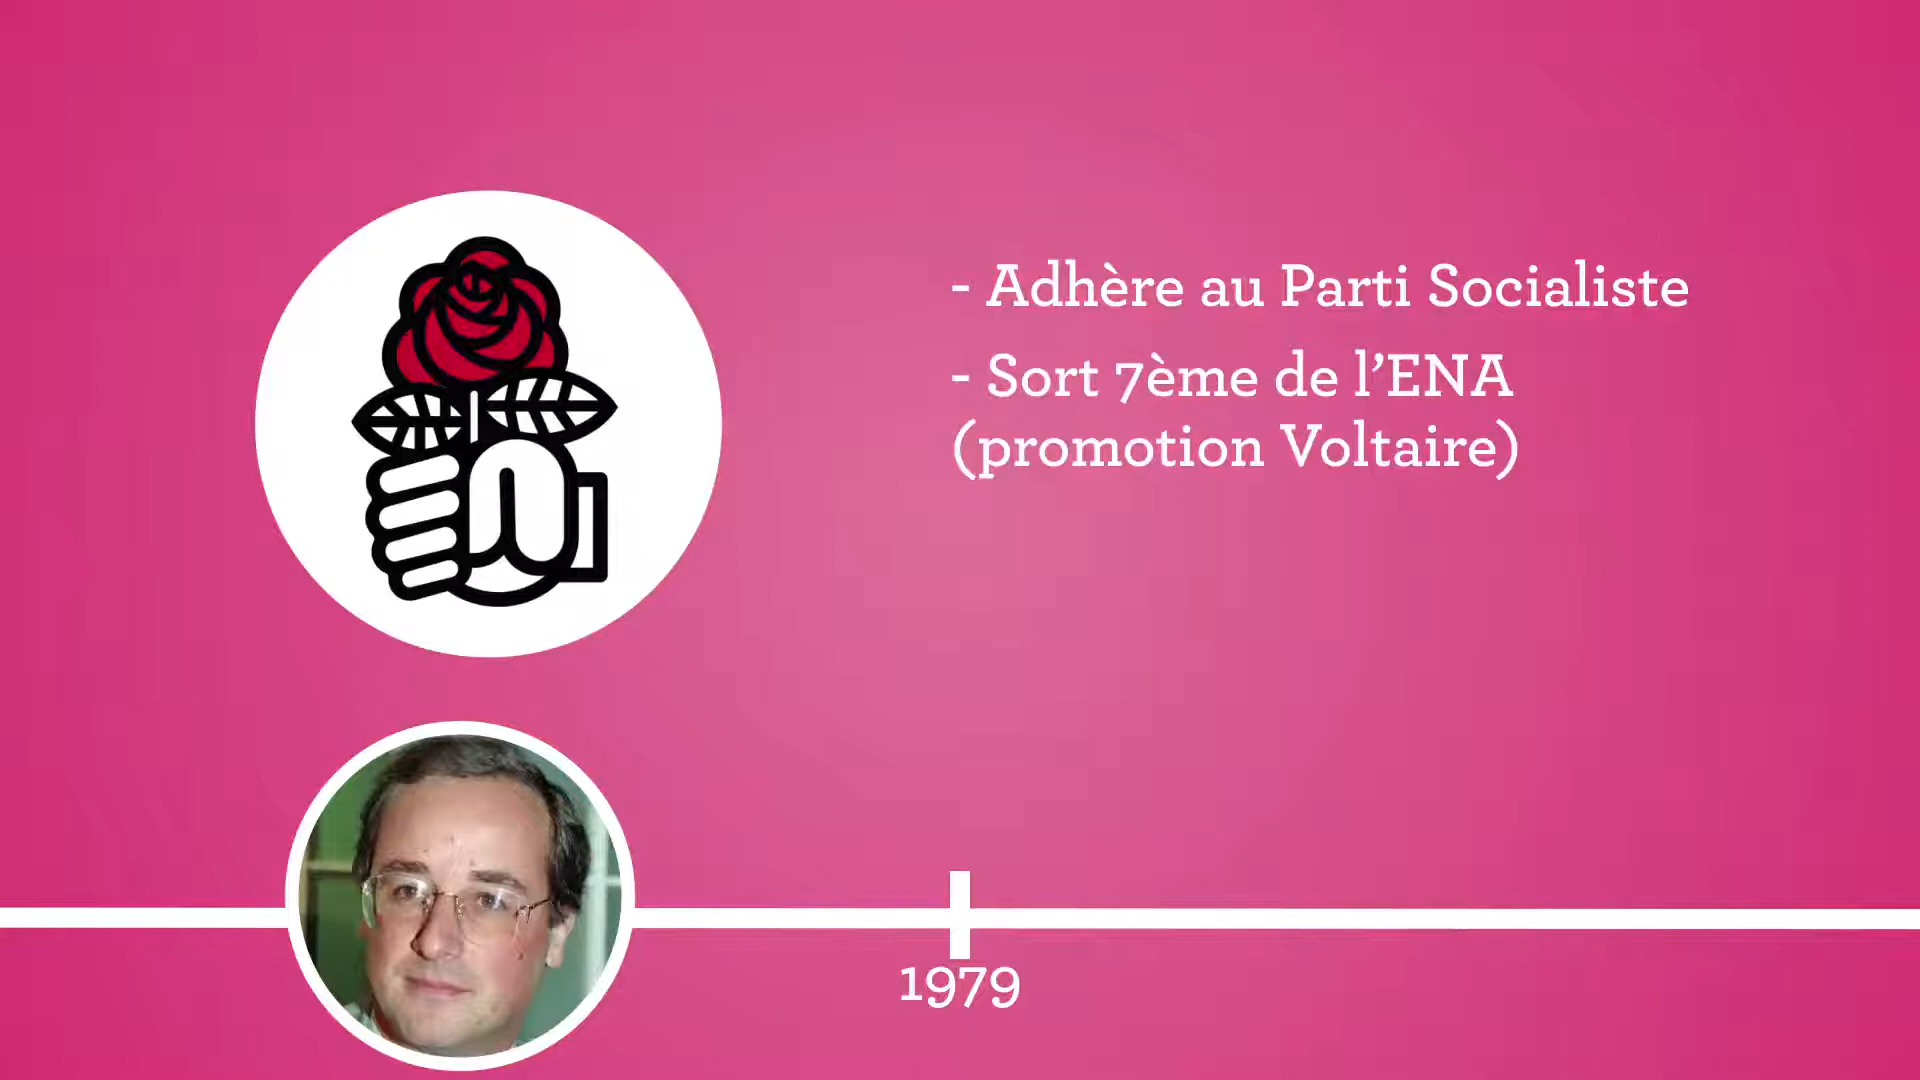 - Adhère au Parti Socialiste
- Sort 7ème de l’ENA
(promotion Voltaire)
1979